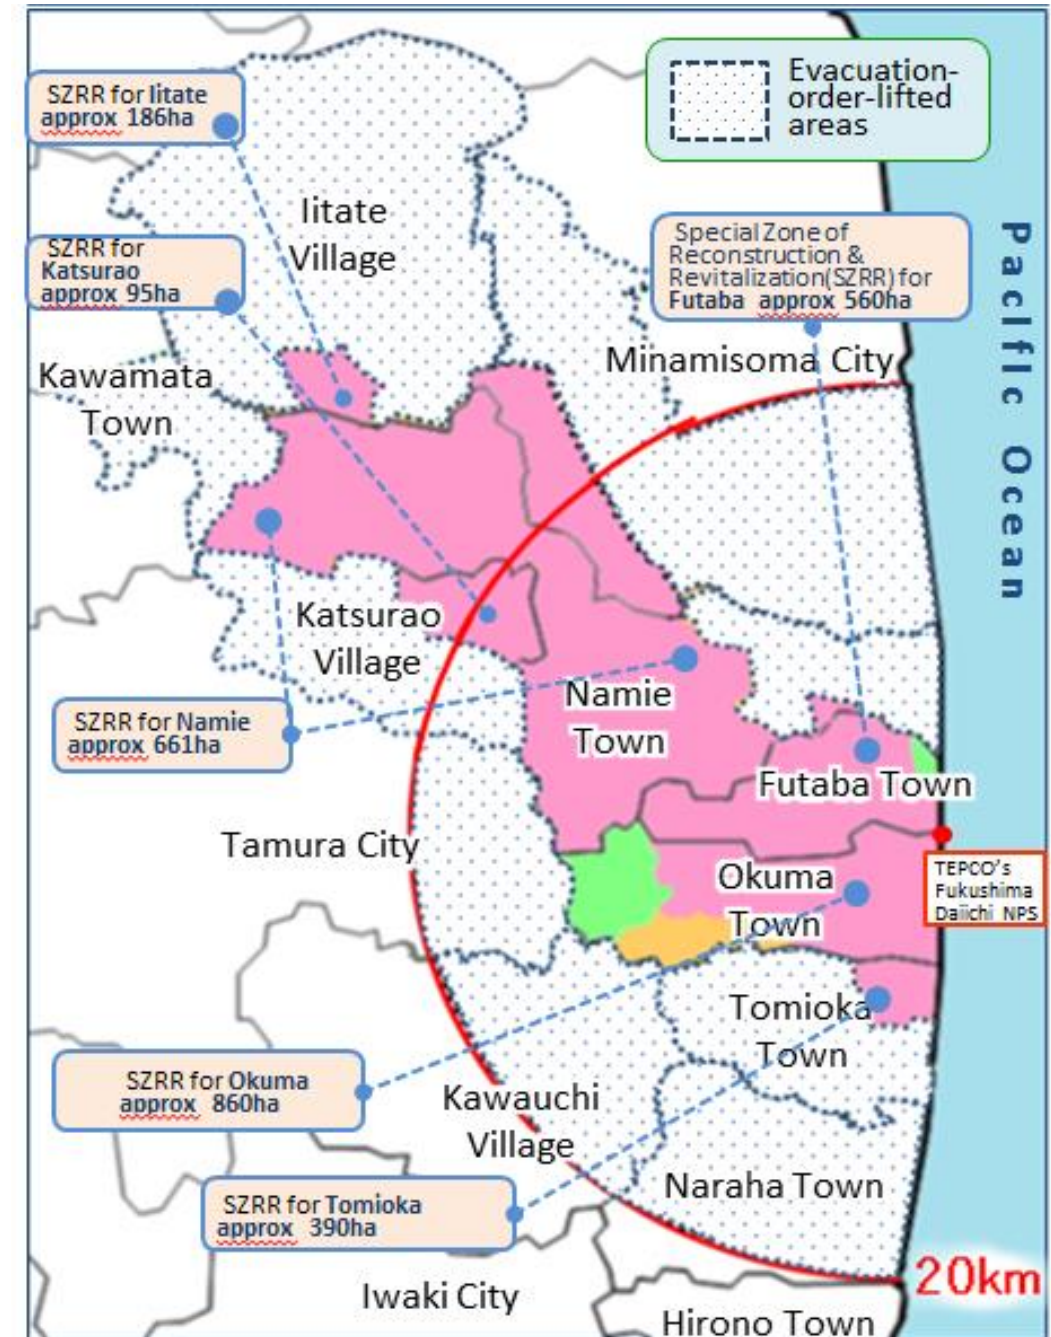 Evacuation-
order-lifted
areas
SZRR for Iitate
approx 186ha
Iitate
Village
SZRR for
Katsurao
approx 95ha
Special Zone of
Reconstruction &
Revitalization(SZRR) for
Futaba approx 560ha
Pacific Ocean
Minamisoma City
Kawamata
Town
Katsurao
Village
SZRR for Namie
approx 661ha
Namie
Town
Futaba Town
Tamura City
TEPCO's
Fukushima
Daiichi NPS
Okuma
Town
Tomioka
Town
SZRR for Okuma
approx 860ha
Kawauchi
Village
Naraha Town
SZRR for Tomioka
approx 390ha
20km
Iwaki City
Hirono Town